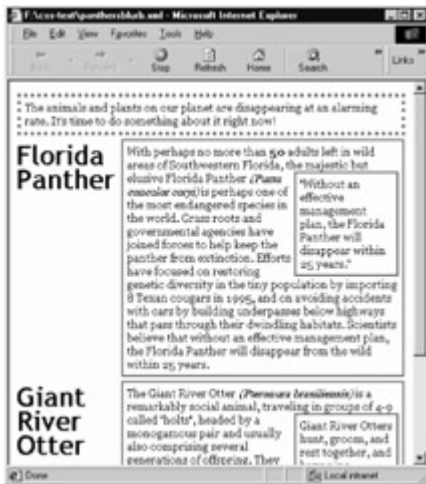 F:\css-text\panthersblurb.xml - Microsoft Internet Explorer
File Edit View Favorites Tools Help
Back Forward Stop Refresh Home Search Links
The animals and plants on our planet are disappearing at an alarming
rate. It's time to do something about it right now!
Florida
Panther
With perhaps no more than 50 adults left in wild
areas of Southwestern Florida, the majestic but
elusive Florida Panther (Puma
concolor coryi) is perhaps one of
the most endangered species in
the world. Grass roots and
governmental agencies have
joined forces to help keep the
panther from extinction. Efforts
have focused on restoring
genetic diversity in the tiny population by importing
8 Texan cougars in 1995, and on avoiding accidents
with cars by building underpasses below highways
that pass through their dwindling habitats. Scientists
believe that without an effective management plan,
the Florida Panther will disappear from the wild
within 25 years.
"Without an
effective
management
plan, the Florida
Panther will
disappear within
25 years."
Giant
River
Otter
The Giant River Otter (Pteroura brasiliensis) is a
remarkably social animal, traveling in groups of 4-9
called "holts", headed by a
monogamous pair and usually
also comprising several
generations of offspring. They
Giant River Otters
hunt, groom, and
rest together, and
Done
Local intranet